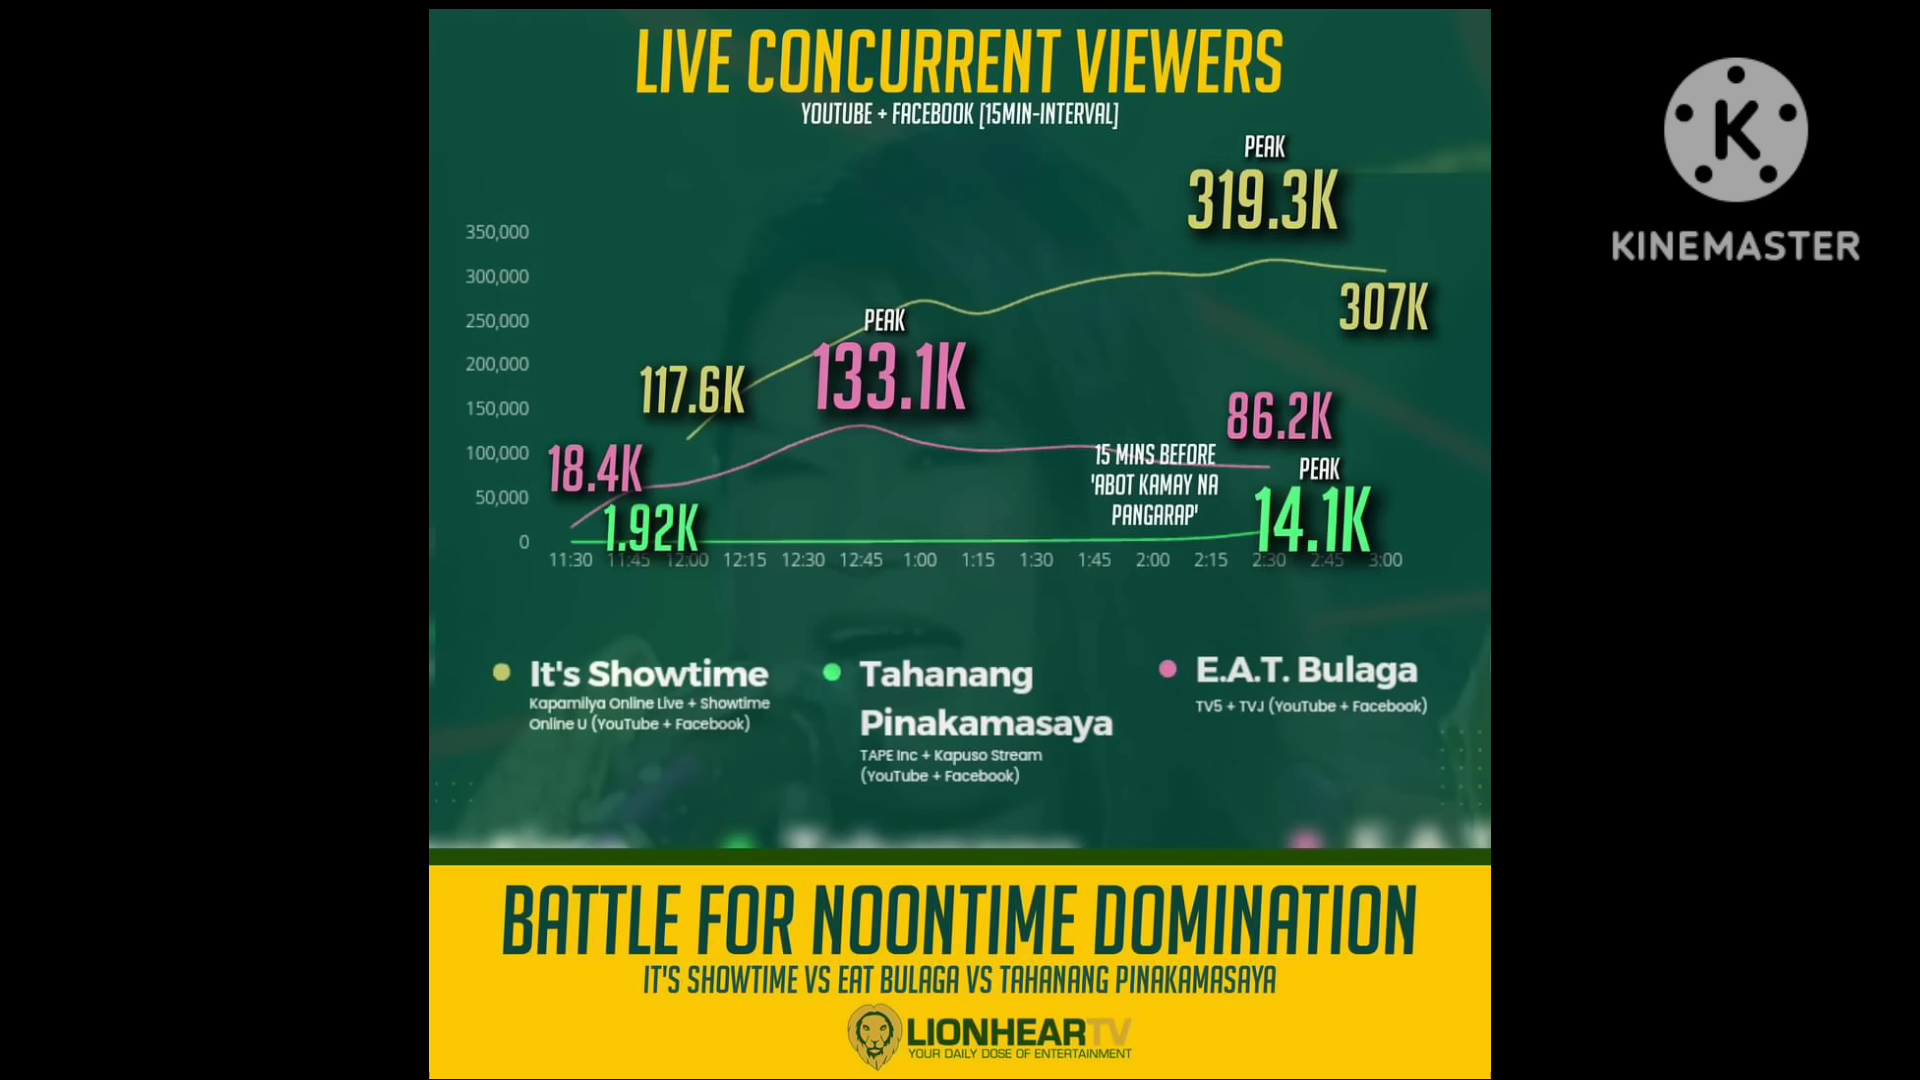 LIVE CONCURRENT VIEWERS
YOUTUBE + FACEBOOK [15MIN-INTERVAL]
KINEMASTER
PEAK
319.3K
350,000
300,000
307K
250,000
PEAK
133.1K
200,000
117.6K
150,000
86.2K
100,000
18.4K
15 MINS BEFORE
'ABOT KAMAY NA
PANGARAP'
PEAK
14.1K
50,000
1.92K
0
11:30 11:45 12:00 12:15 12:30 12:45 1:00 1:15 1:30 1:45 2:00 2:15 2:30 2:45 3:00
It's Showtime
Kapamilya Online Live + Showtime
Online U (YouTube + Facebook)
Tahanang
Pinakamasaya
TAPE Inc + Kapuso Stream
(YouTube + Facebook)
E.A.T. Bulaga
TV5 + TVJ (YouTube + Facebook)
BATTLE FOR NOONTIME DOMINATION
IT'S SHOWTIME VS EAT BULAGA VS TAHANANG PINAKAMASAYA
LIONHEARTV
YOUR DAILY DOSE OF ENTERTAINMENT